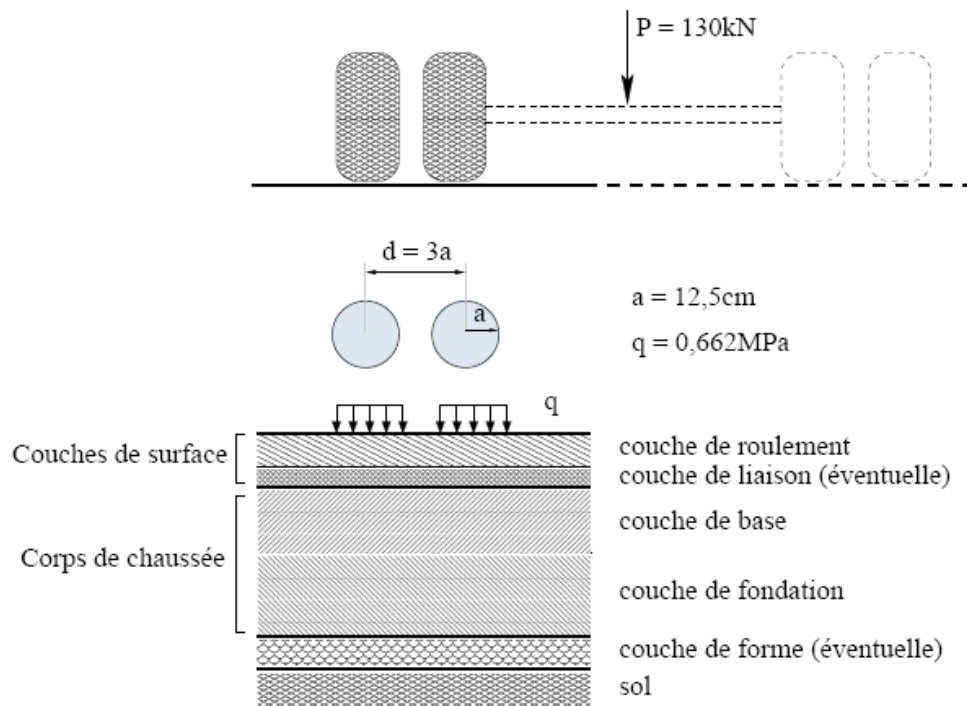 P = 130kN
d = 3a
a
a = 12,5cm
q = 0,662MPa
q
Couches de surface
couche de roulement
couche de liaison (éventuelle)
couche de base
Corps de chaussée
couche de fondation
couche de forme (éventuelle)
sol